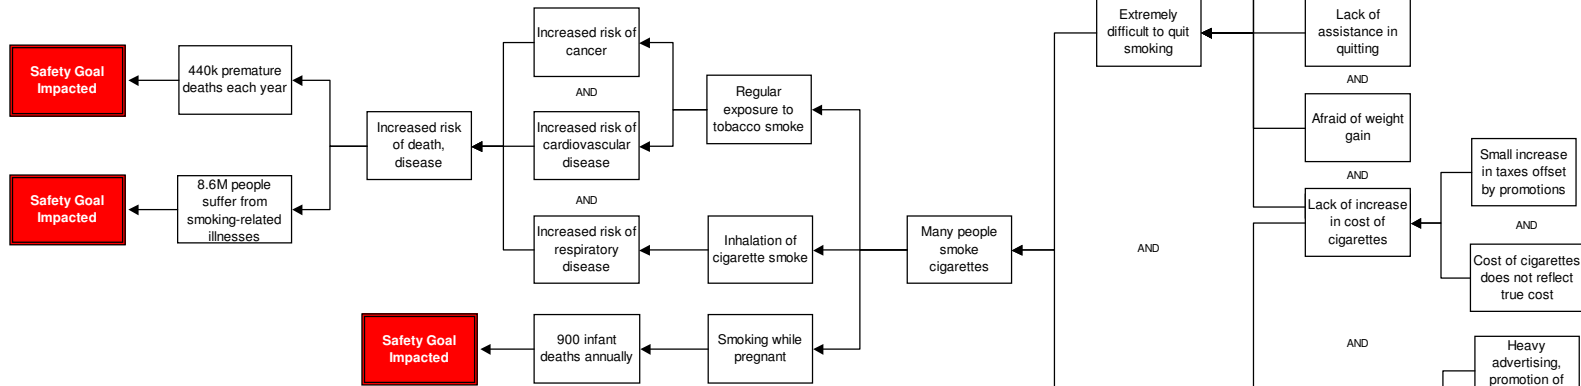 Safety Goal
Impacted
440k premature
deaths each year
Safety Goal
Impacted
8.6M people
suffer from
smoking-related
illnesses
Increased risk
of death,
disease
Increased risk of
cancer
AND
Increased risk of
cardiovascular
disease
AND
Increased risk of
respiratory
disease
Regular
exposure to
tobacco smoke
Inhalation of
cigarette smoke
Safety Goal
Impacted
900 infant
deaths annually
Smoking while
pregnant
Many people
smoke
cigarettes
Extremely
difficult to quit
smoking
AND
Lack of
assistance in
quitting
AND
Afraid of weight
gain
AND
Lack of increase
in cost of
cigarettes
AND
Small increase
in taxes offset
by promotions
AND
Cost of cigarettes
does not reflect
true cost
Heavy
advertising,
promotion of